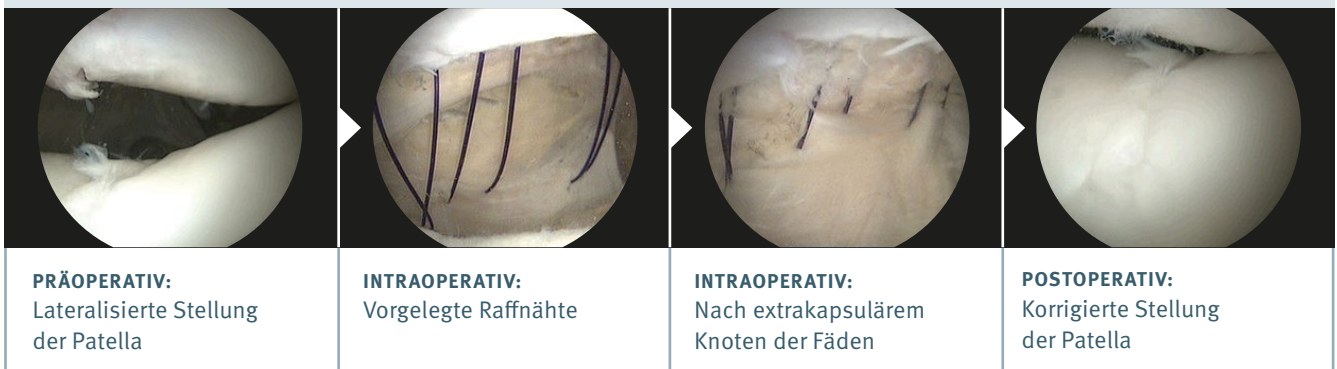 PRÄOPERATIV:
Lateralisierte Stellung
der Patella
INTRAOPERATIV:
Vorgelegte Raffnähte
INTRAOPERATIV:
Nach extrakapsulärem
Knoten der Fäden
POSTOPERATIV:
Korrigierte Stellung
der Patella